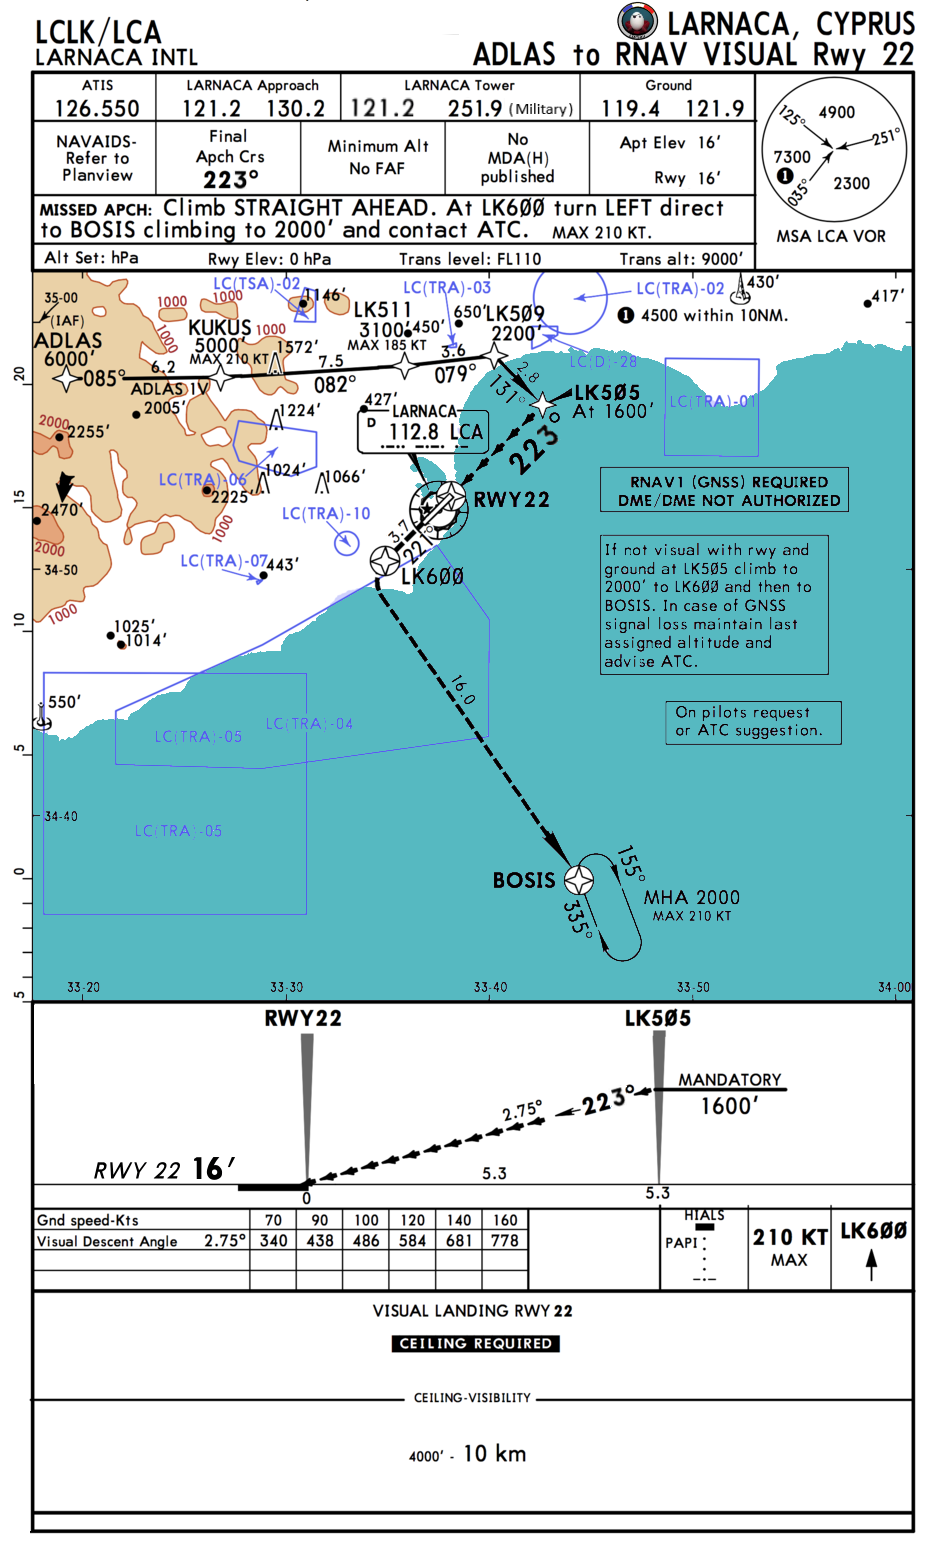 LCLK/LCA
LARNACA INTL
LARNACA, CYPRUS
ADLAS to RNAV VISUAL Rwy 22
ATIS
126.550
LARNACA Approach
121.2 130.2
LARNACA Tower
121.2 251.9 (Military)
Ground
119.4 121.9
NAVAIDS-
Refer to
Planview
Final
Apch Crs
223°
Minimum Alt
No FAF
No
MDA(H)
published
Apt Elev 16'
Rwy 16'
125°
4900
251°
7300
1
035°
2300
MSA LCA VOR
MISSED APCH: Climb STRAIGHT AHEAD. At LK6ØØ turn LEFT direct
to BOSIS climbing to 2000' and contact ATC. MAX 210 KT.
Alt Set: hPa
Rwy Elev: 0 hPa
Trans level: FL110
Trans alt: 9000'
LC(TSA)-02
LC(TRA)-03
LC(TRA)-02
430'
417'
35-00
1000
1000
1146'
LK511
3100'
MAX 185 KT
450'
650'
LK5Ø9
2200'
1 4500 within 10NM.
(IAF)
ADLAS
6000'
1000
KUKUS
5000'
MAX 210 KT
1000
1572'
LC(D)-28
085°
6.2
ADLAS 1V
7.5
082°
3.6
079°
2.8
131°
LK5Ø5
At 1600'
LC(TRA)-01
20
2005'
1224'
427'
LARNACA
D
112.8 LCA
223°
2000
2255'
LC(TRA)-06
1024'
1066'
2225'
RWY22
RNAV1 (GNSS) REQUIRED
DME/DME NOT AUTHORIZED
15
2470'
1000
LC(TRA)-10
2000
LC(TRA)-07
443'
3.7
221°
LK6ØØ
34-50
1000
If not visual with rwy and
ground at LK5Ø5 climb to
2000' to LK6ØØ and then to
BOSIS. In case of GNSS
signal loss maintain last
assigned altitude and
advise ATC.
10
1025'
1014'
16.0
550'
LC(TRA)-05
LC(TRA)-04
On pilots request
or ATC suggestion.
5
34-40
LC(TRA)-05
0
BOSIS
155°
335°
MHA 2000
MAX 210 KT
5
33-20
33-30
33-40
33-50
34-00
RWY22
LK5Ø5
MANDATORY
1600'
2.75°
223°
RWY 22 16'
5.3
0
5.3
Gnd speed-Kts 70 90 100 120 140 160
Visual Descent Angle 2.75° 340 438 486 584 681 778
HIALS
PAPI
210 KT
MAX
LK6ØØ
VISUAL LANDING RWY 22
CEILING REQUIRED
CEILING-VISIBILITY
4000' - 10 km